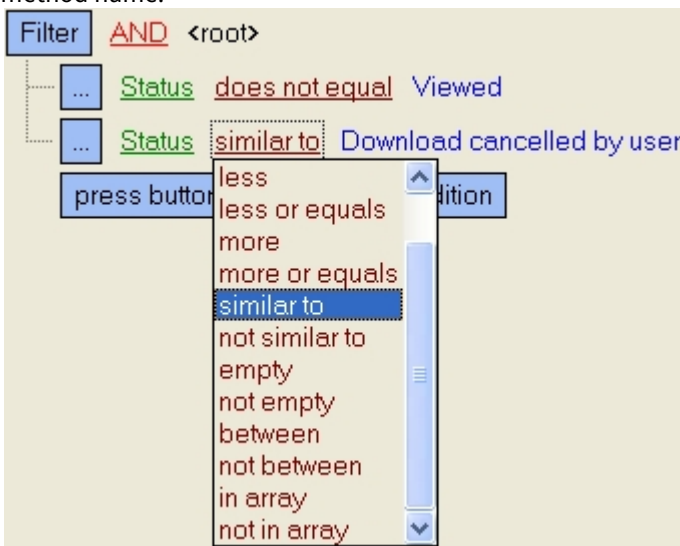 method name.
Filter AND <root>
... Status does not equal Viewed
... Status similar to Download cancelled by user
less
press button dition
less or equals
more
more or equals
similar to
not similar to
empty
not empty
between
not between
in array
not in array